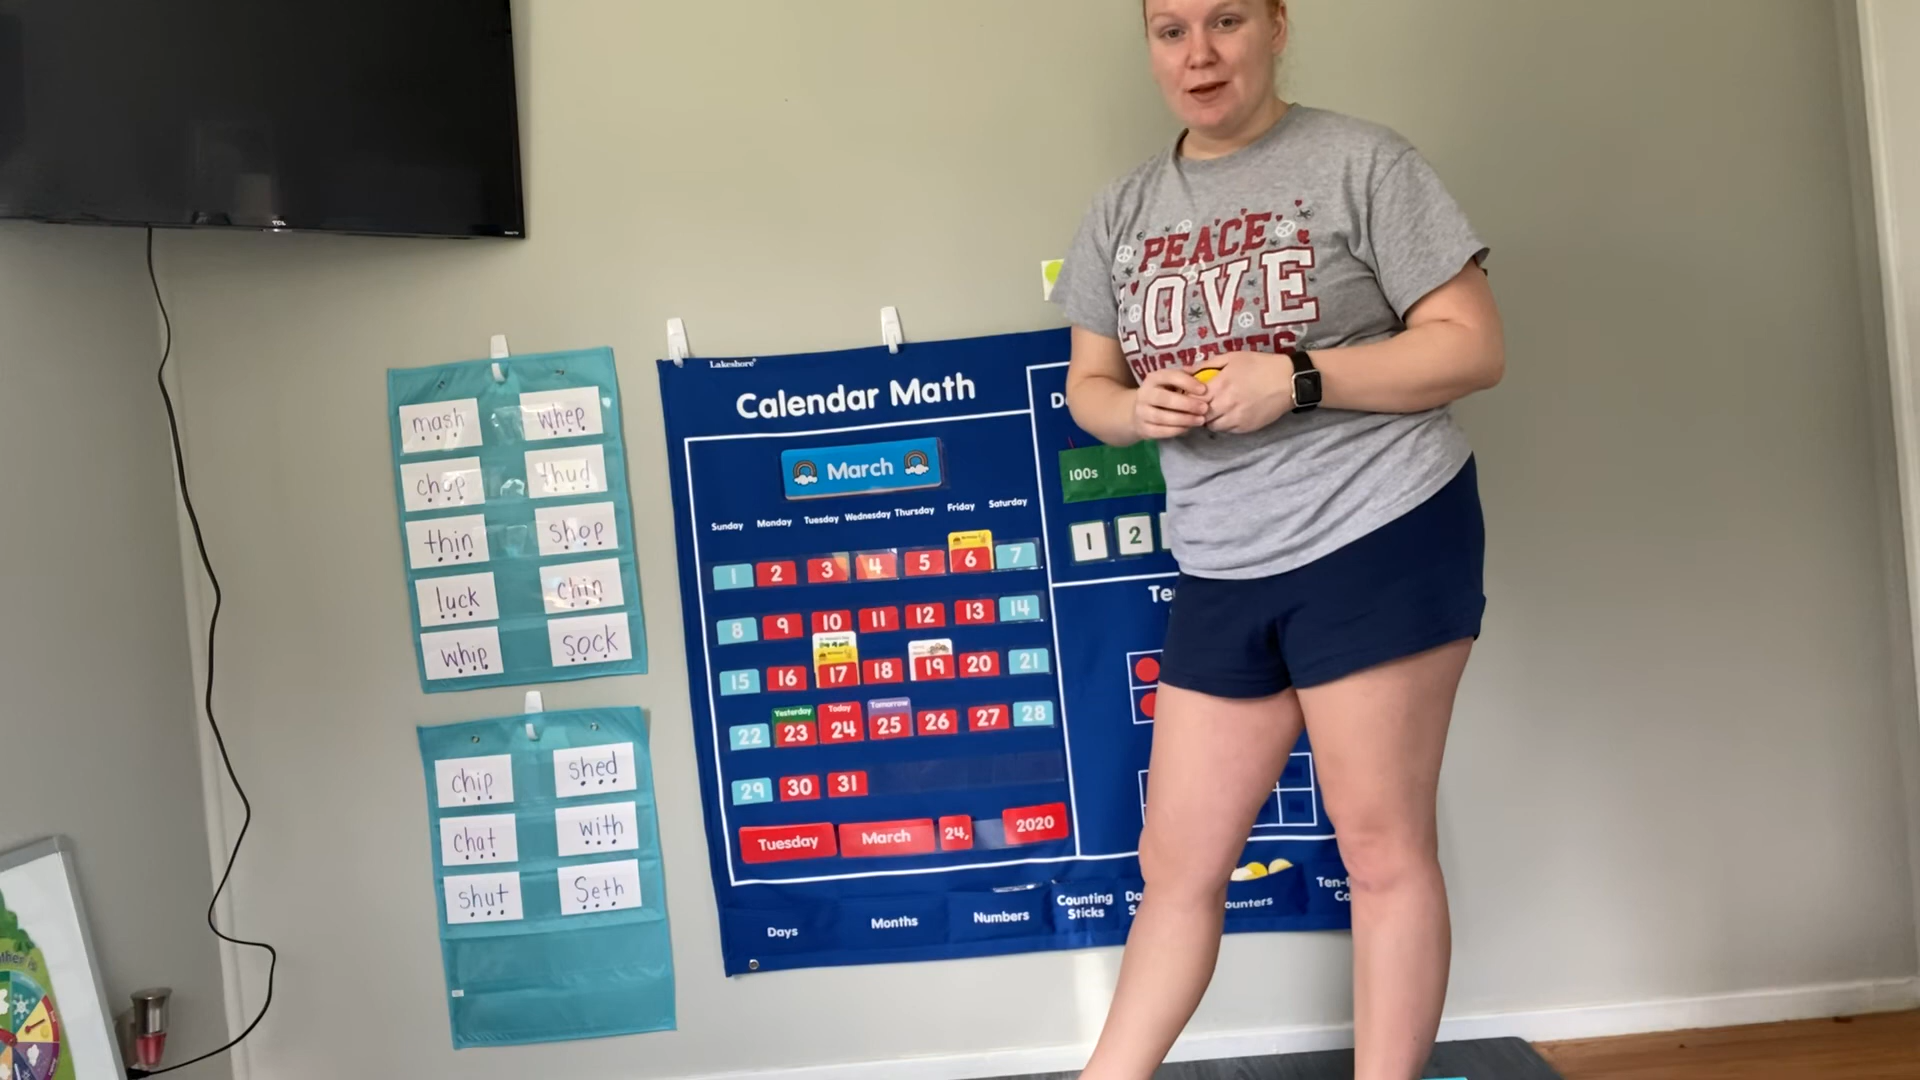 TCL
PEACE
LOVE
BUCKEYES
mash
whep
chop
thud
thin
shop
luck
chin
whip
sock
chip
shed
chat
with
shut
Seth
Lakeshore
Calendar Math
March
Sunday Monday Tuesday Wednesday Thursday Friday Saturday
1 2 3 4 5 6 7
8 9 10 11 12 13 14
15 16 17 18 19 20 21
Yesterday Today Tomorrow
22 23 24 25 26 27 28
29 30 31
Tuesday March 24, 2020
Days Months Numbers Counting Sticks
100s 10s
1 2